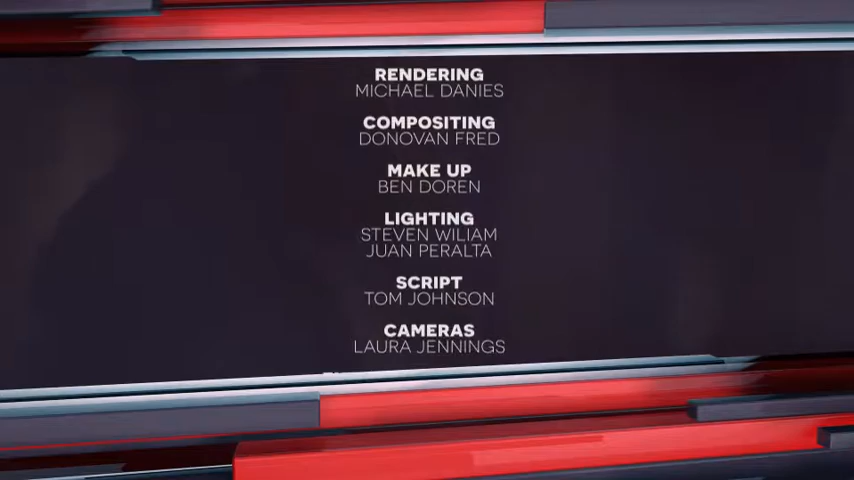 RENDERING
MICHAEL DANIES
COMPOSITING
DONOVAN FRED
MAKE UP
BEN DOREN
LIGHTING
STEVEN WILIAM
JUAN PERALTA
SCRIPT
TOM JOHNSON
CAMERAS
LAURA JENNINGS